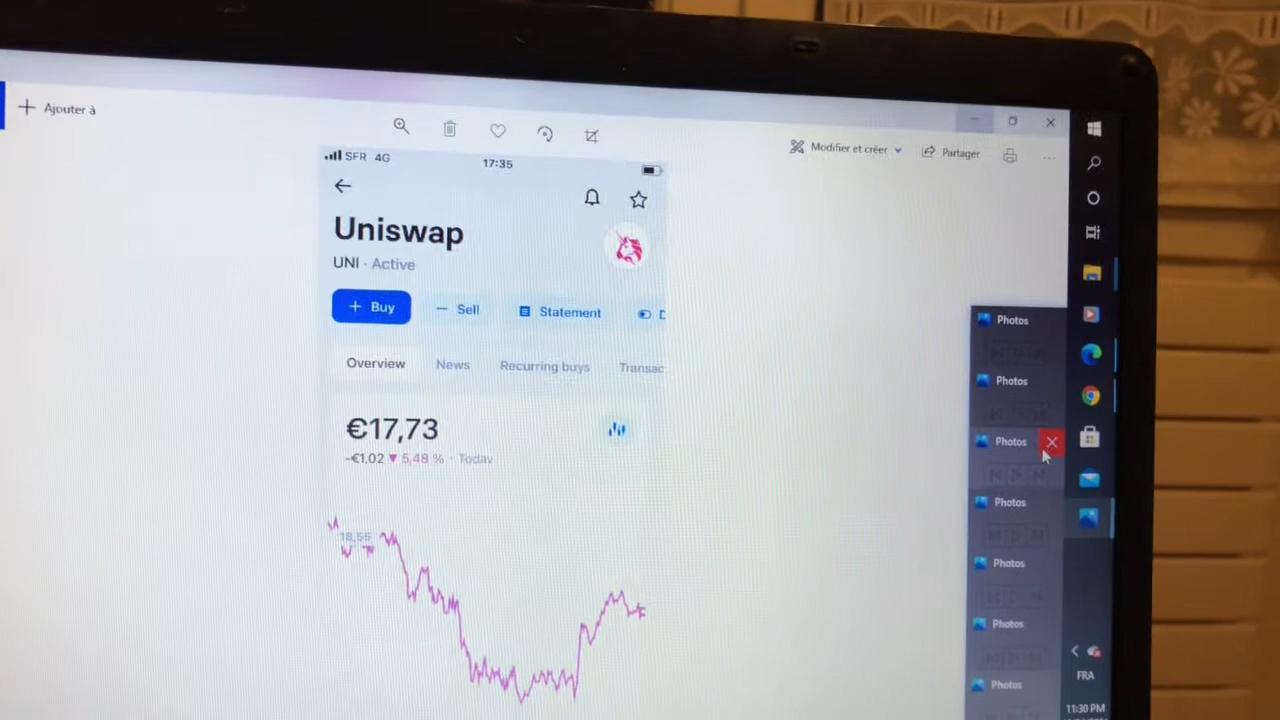 Ajouter à
Modifier et créer
Partager
SFR 4G
17:35
Uniswap
UNI · Active
+ Buy
— Sell
Statement
D
Overview
News
Recurring buys
Transac
€17,73
-€1,02 ▼ 5,48 % · Today
18,55
Photos
Photos
Photos
Photos
Photos
Photos
Photos
FRA
11:30 PM